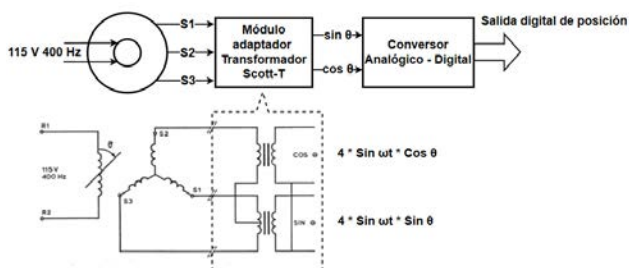 Salida digital de posición
115 V 400 Hz
S1
S2
S3
Módulo
adaptador
Transformador
Scott-T
sin θ
cos θ
Conversor
Analógico - Digital
R1
R2
115V
400 Hz
θ
S2
S3
S1
COS θ
SIN θ
4 * Sin ωt * Cos θ
4 * Sin ωt * Sin θ